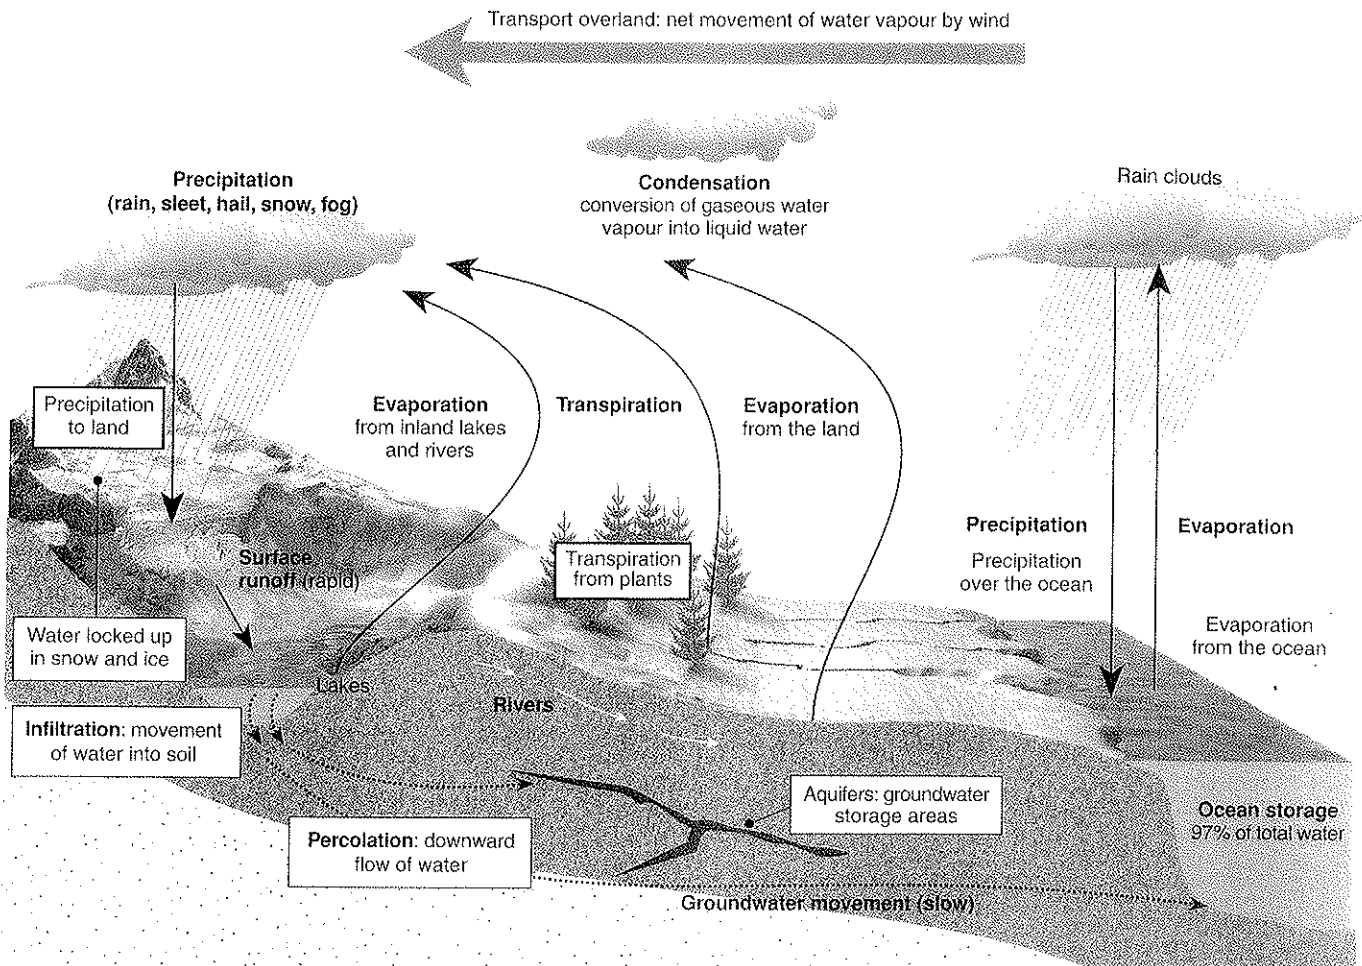 Transport overland: net movement of water vapour by wind
Precipitation
(rain, sleet, hail, snow, fog)
Condensation
conversion of gaseous water
vapour into liquid water
Rain clouds
Precipitation
to land
Evaporation
from inland lakes
and rivers
Transpiration
Evaporation
from the land
Precipitation
Precipitation
over the ocean
Evaporation
Evaporation
from the ocean
Surface
runoff (rapid)
Transpiration
from plants
Water locked up
in snow and ice
Lakes
Rivers
Infiltration: movement
of water into soil
Percolation: downward
flow of water
Aquifers: groundwater
storage areas
Ocean storage
97% of total water
Groundwater movement (slow)